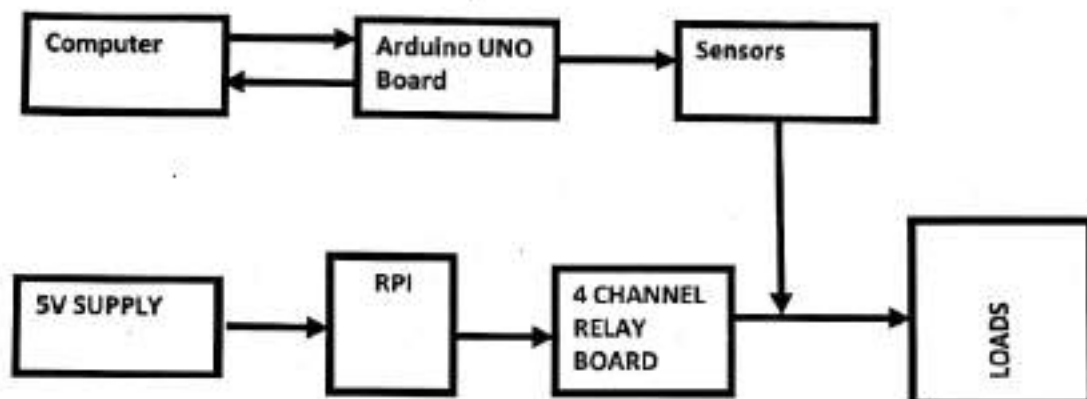 Computer
Arduino UNO
Board
Sensors
5V SUPPLY
RPI
4 CHANNEL
RELAY
BOARD
LOADS